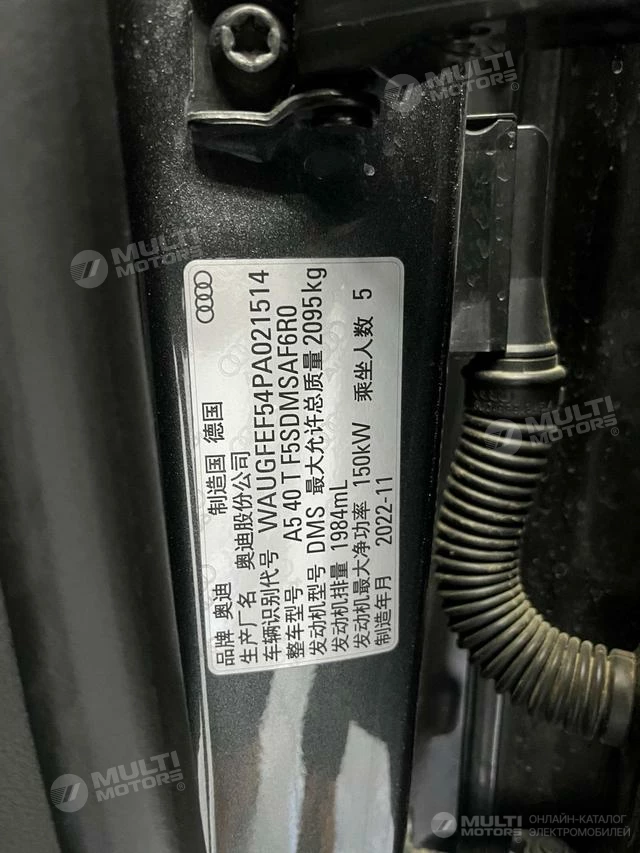 品牌 奥迪 制造国 德国
生产厂名 奥迪股份公司
车辆识别代号 WAUGFEF54PA021514
整车型号 A5 40 T F5SDMSAF6R0
发动机型号 DMS 最大允许总质量 2095kg
发动机排量 1984mL
发动机最大净功率 150kW 乘坐人数 5
制造年月 2022-11
MULTI
MOTORS®
MULTI
MOTORS®
MULTI
MOTORS®
MULTI
MOTORS®
MULTI
MOTORS®
ОНЛАЙН-КАТАЛОГ
ЭЛЕКТРОМОБИЛЕЙ